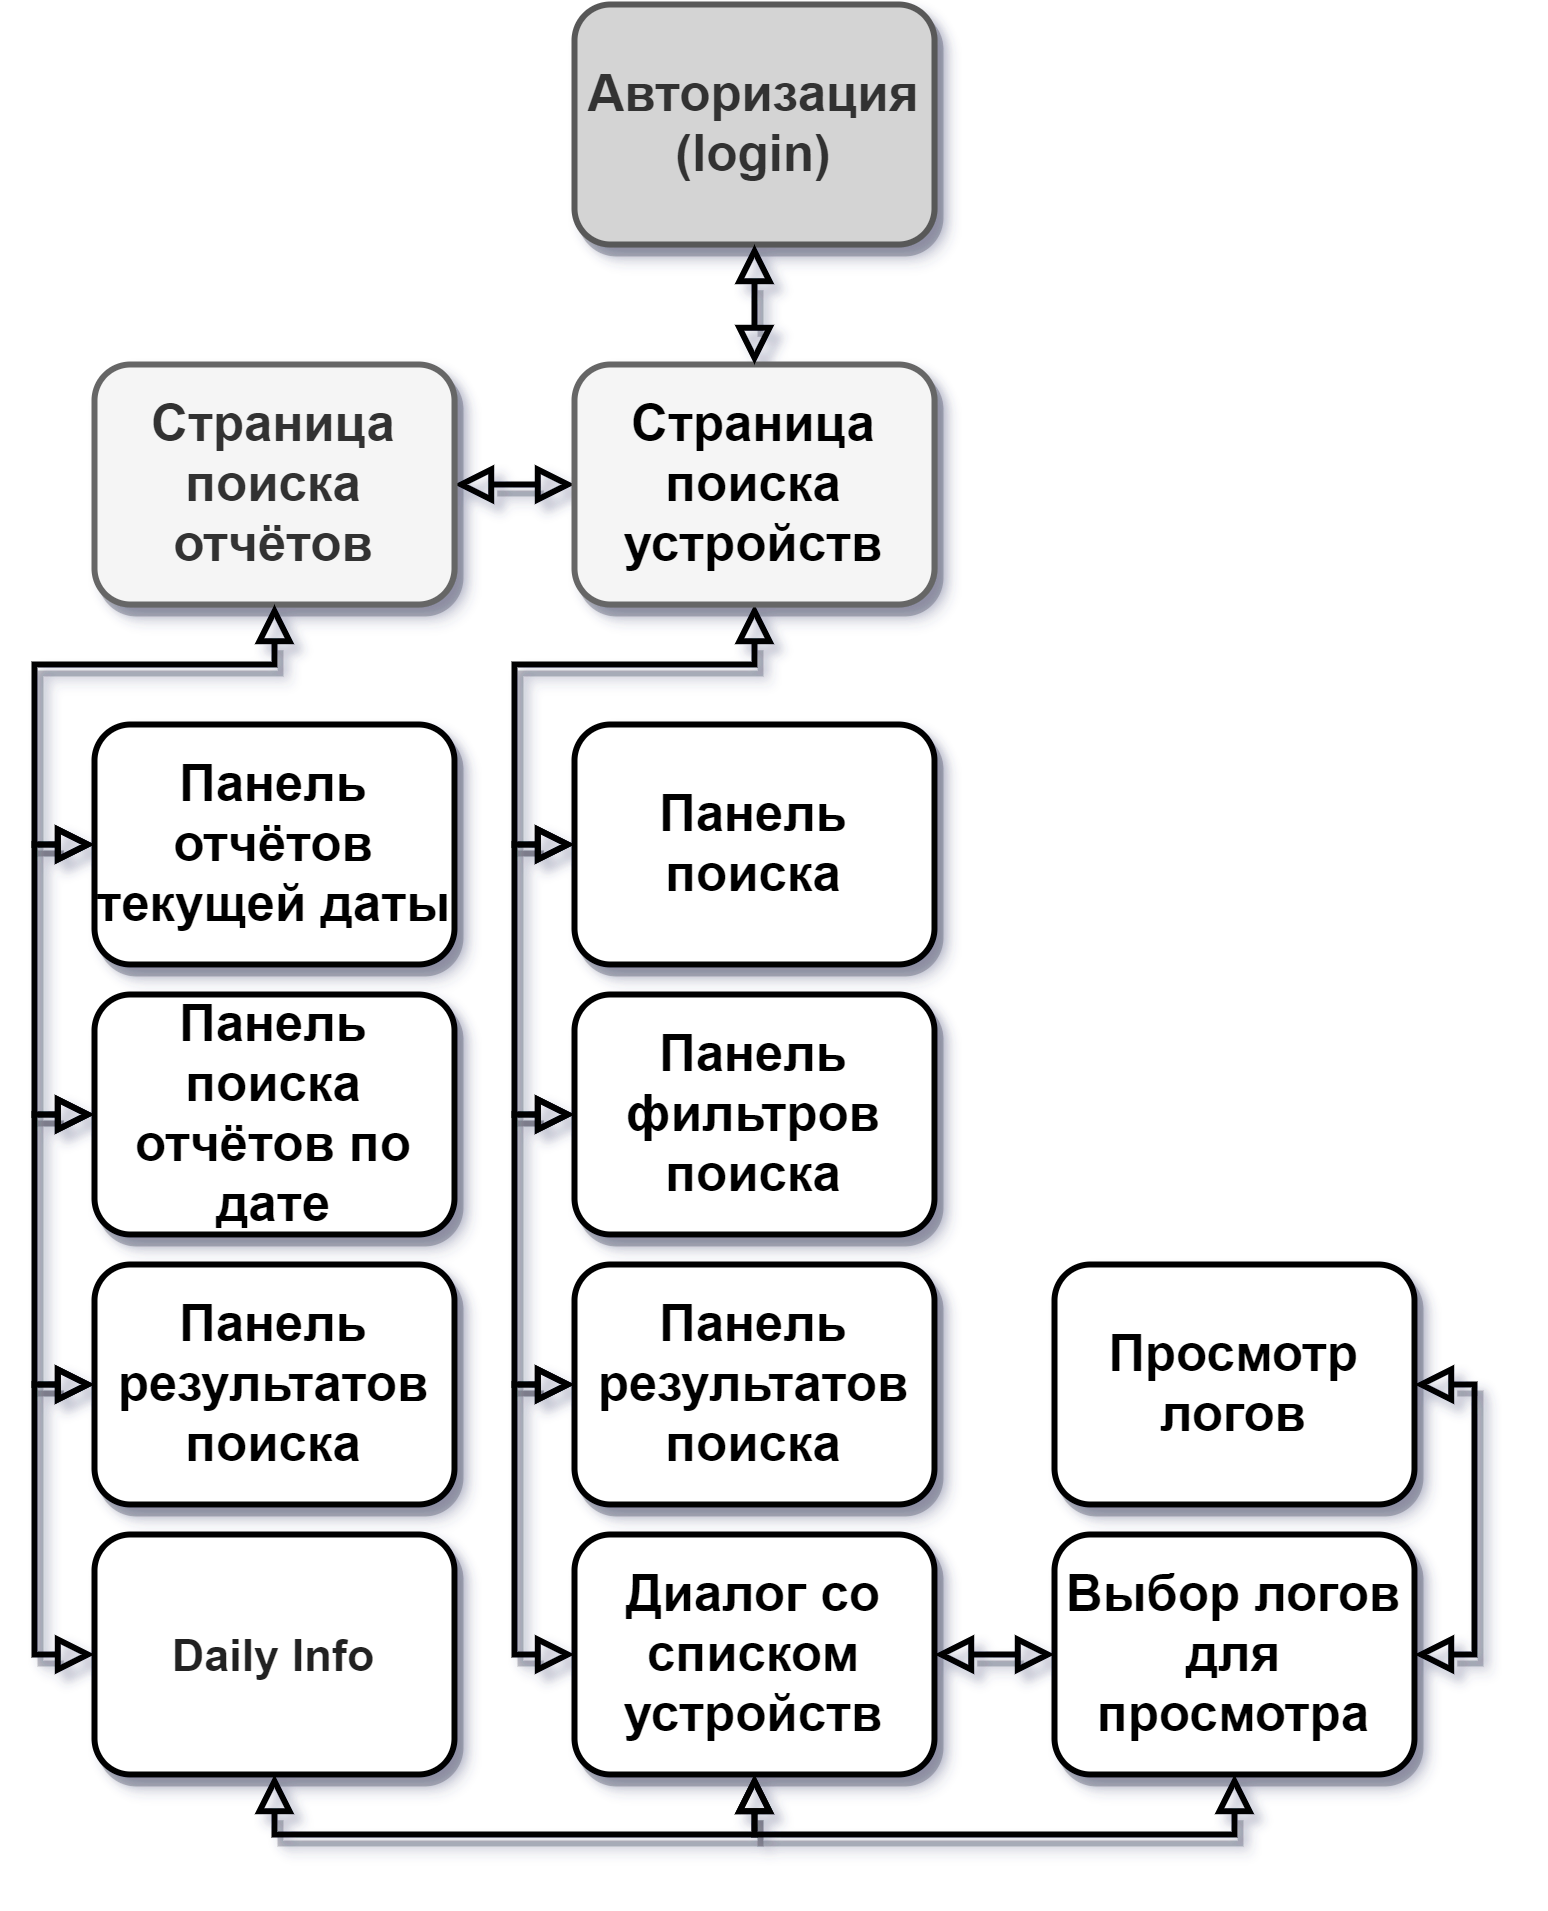 Авторизация
(login)
Страница
поиска
отчётов
Страница
поиска
устройств
Панель
отчётов
текущей даты
Панель
поиска
Панель
поиска
отчётов по
дате
Панель
фильтров
поиска
Панель
результатов
поиска
Панель
результатов
поиска
Просмотр
логов
Daily Info
Диалог со
списком
устройств
Выбор логов
для
просмотра